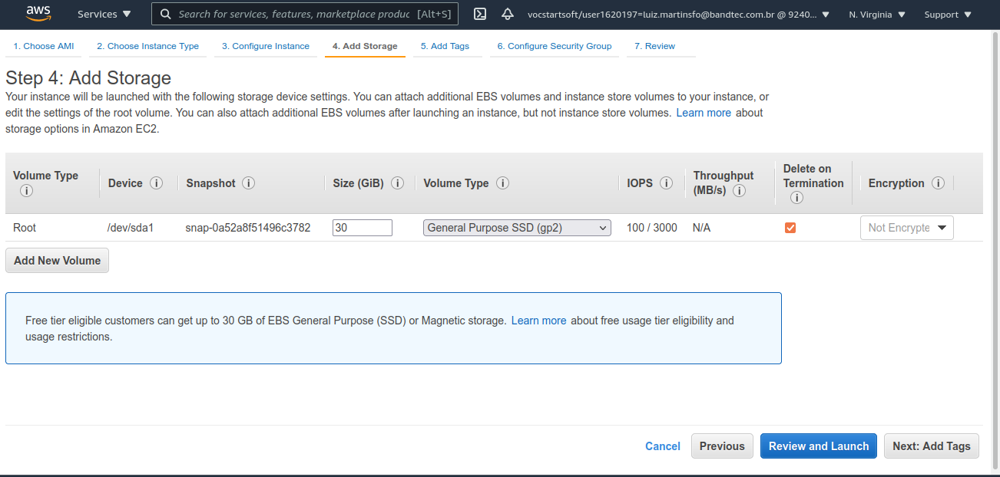 aws Services Search for services, features, marketplace produc [Alt+S] vocstartsoft/user1620197=luiz.martinsfo@bandtec.com.br @ 9240... N. Virginia Support
1. Choose AMI 2. Choose Instance Type 3. Configure Instance 4. Add Storage 5. Add Tags 6. Configure Security Group 7. Review
Step 4: Add Storage
Your instance will be launched with the following storage device settings. You can attach additional EBS volumes and instance store volumes to your instance, or
edit the settings of the root volume. You can also attach additional EBS volumes after launching an instance, but not instance store volumes. Learn more about
storage options in Amazon EC2.
Volume Type i Device i Snapshot i Size (GiB) i Volume Type i IOPS i Throughput (MB/s) i Delete on Termination i Encryption i
Root /dev/sda1 snap-0a52a8f51496c3782 30 General Purpose SSD (gp2) 100 / 3000 N/A Not Encrypte
Add New Volume
Free tier eligible customers can get up to 30 GB of EBS General Purpose (SSD) or Magnetic storage. Learn more about free usage tier eligibility and
usage restrictions.
Cancel Previous Review and Launch Next: Add Tags